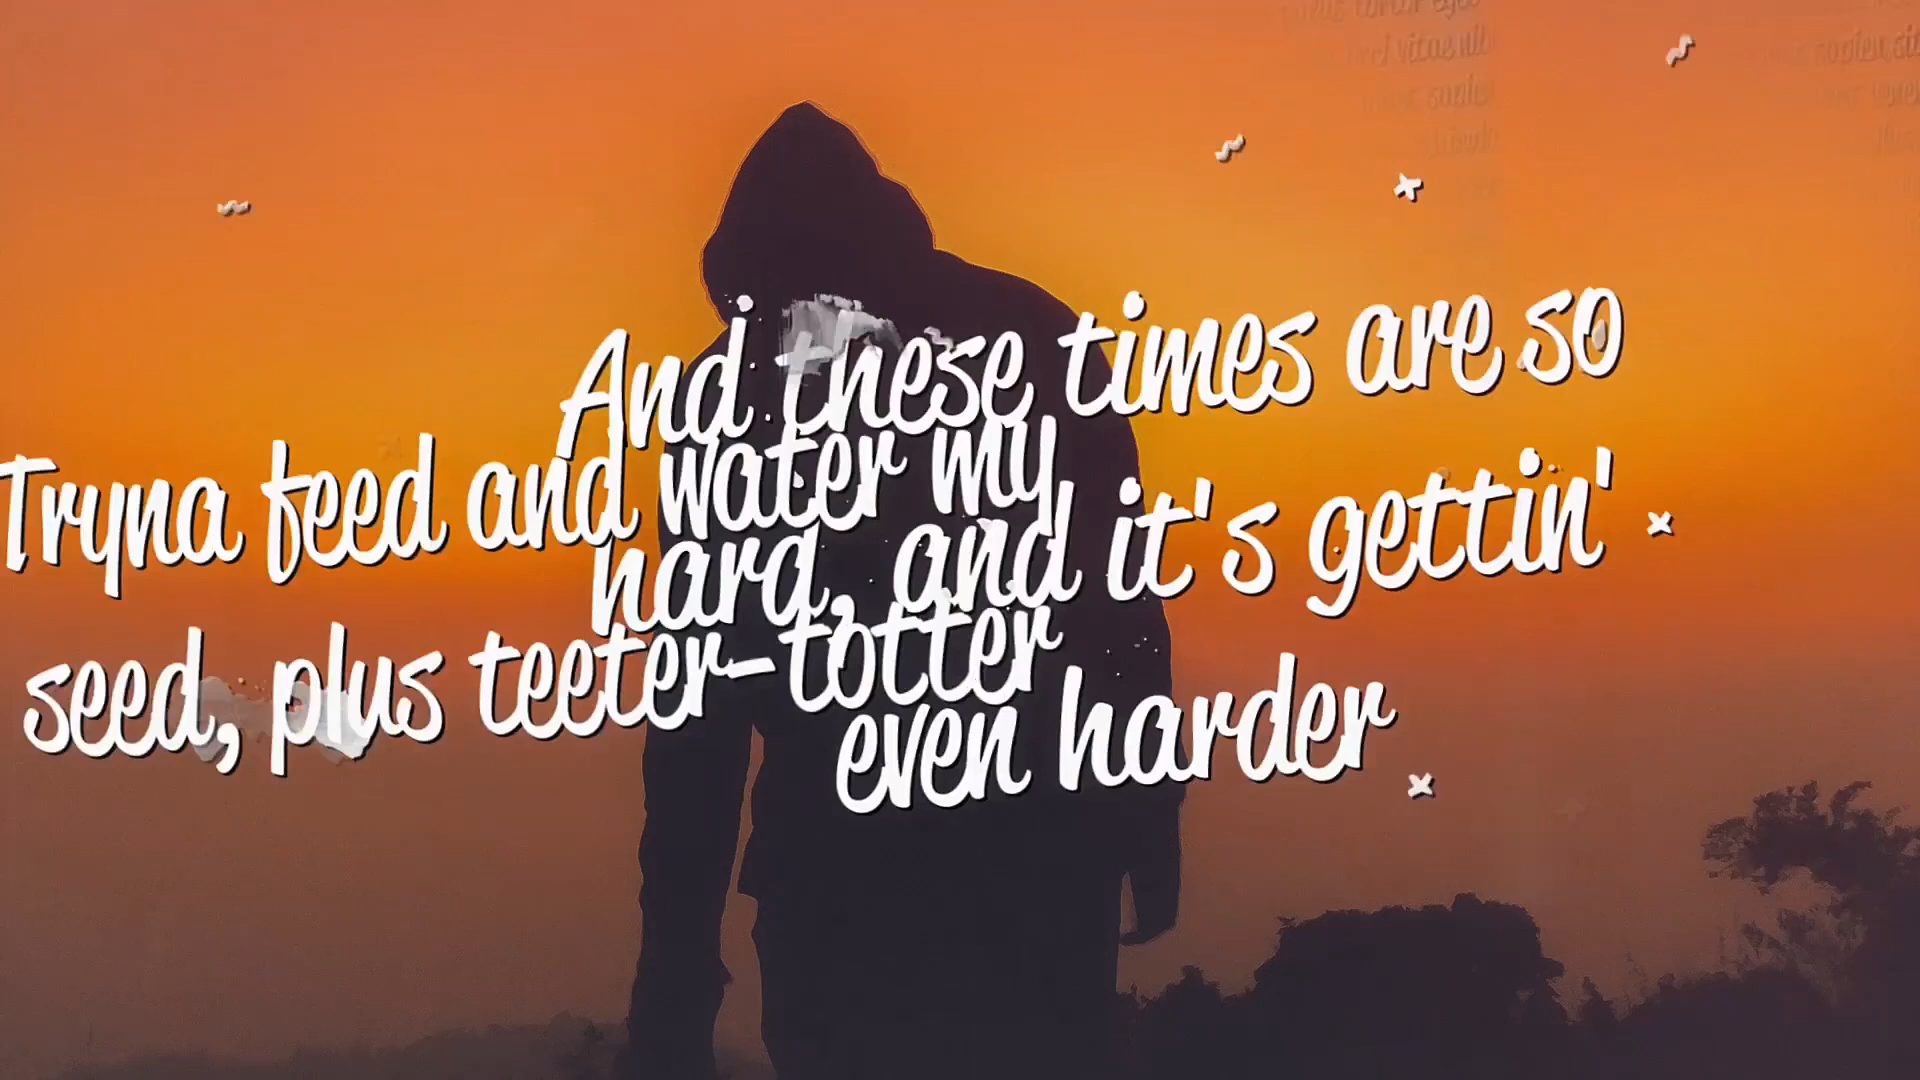 And these times are so
hard, and it's gettin'
even harder
Tryna feed and water my
seed, plus teeter-totter